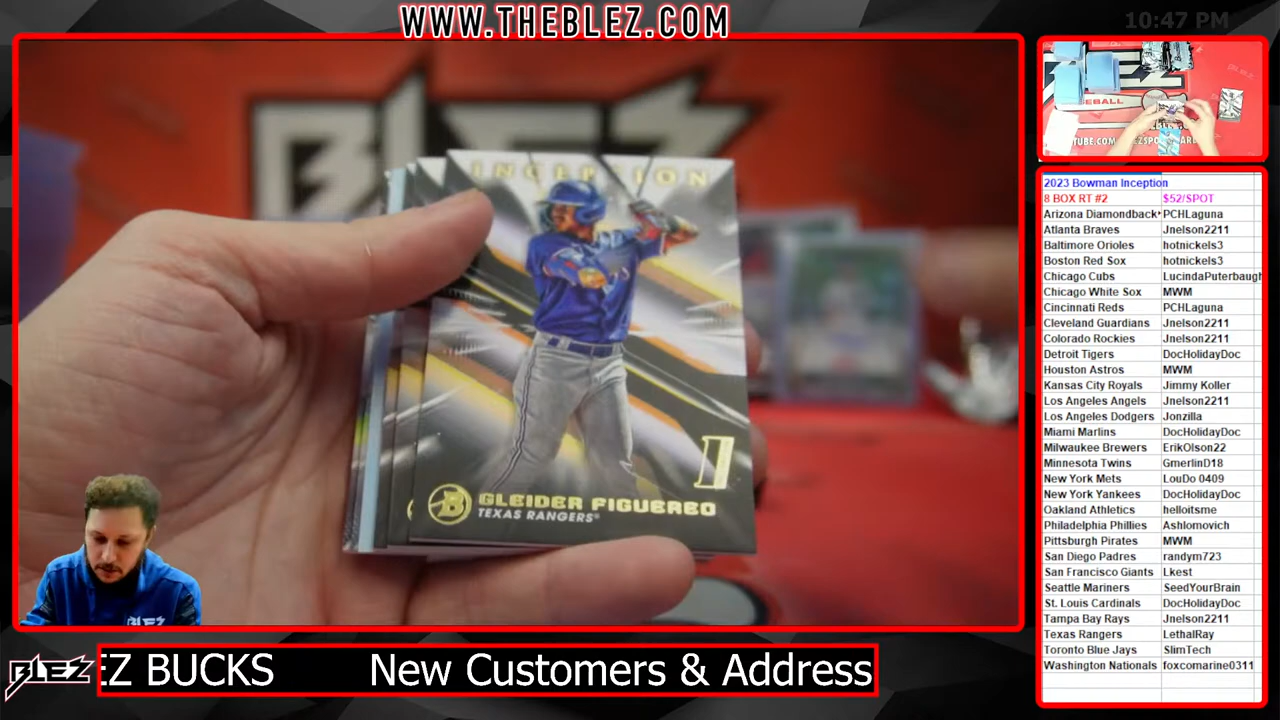 WWW.THEBLEZ.COM
10:47 PM
BLEZ
INCEPTION
1
B
GLEIDER FIGUEREO
TEXAS RANGERS
2023 Bowman Inception
8 BOX RT #2 $52/SPOT
Arizona Diamondback PCHLaguna
Atlanta Braves Jnelson2211
Baltimore Orioles hotnickels3
Boston Red Sox hotnickels3
Chicago Cubs LucindaPuterbaugh
Chicago White Sox MWM
Cincinnati Reds PCHLaguna
Cleveland Guardians Jnelson2211
Colorado Rockies Jnelson2211
Detroit Tigers DocHolidayDoc
Houston Astros MWM
Kansas City Royals Jimmy Koller
Los Angeles Angels Jnelson2211
Los Angeles Dodgers Jonzilla
Miami Marlins DocHolidayDoc
Milwaukee Brewers ErikOlson22
Minnesota Twins GmerlinD18
New York Mets LouDo 0409
New York Yankees DocHolidayDoc
Oakland Athletics helloitsme
Philadelphia Phillies Ashlomovich
Pittsburgh Pirates MWM
San Diego Padres randym723
San Francisco Giants Lkest
Seattle Mariners SeedYourBrain
St. Louis Cardinals DocHolidayDoc
Tampa Bay Rays Jnelson2211
Texas Rangers LethalRay
Toronto Blue Jays SlimTech
Washington Nationals foxcomarine0311
BLEZ
EZ BUCKS New Customers & Address